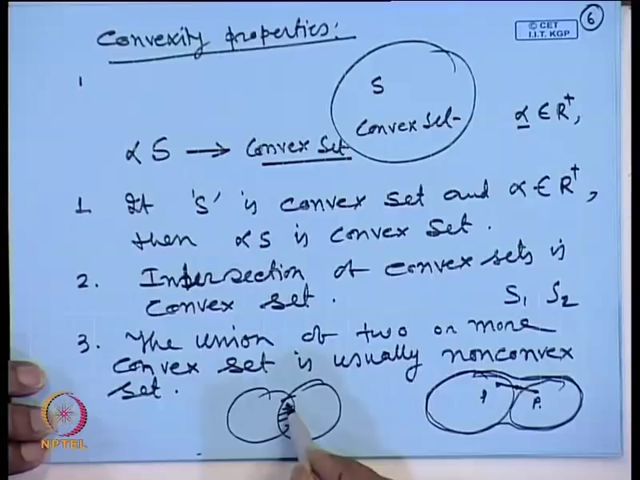 Convexity properties:
© CET
I.I.T. KGP
6
1
S
Convex Set
α ∈ R⁺,
αS → Convex Set
1. If 'S' is convex set and α ∈ R⁺,
then αS is convex set.
2. Intersection of convex sets is
convex set.
S₁ S₂
3. The union of two or more
convex set is usually nonconvex
set.
P.
NPTEL